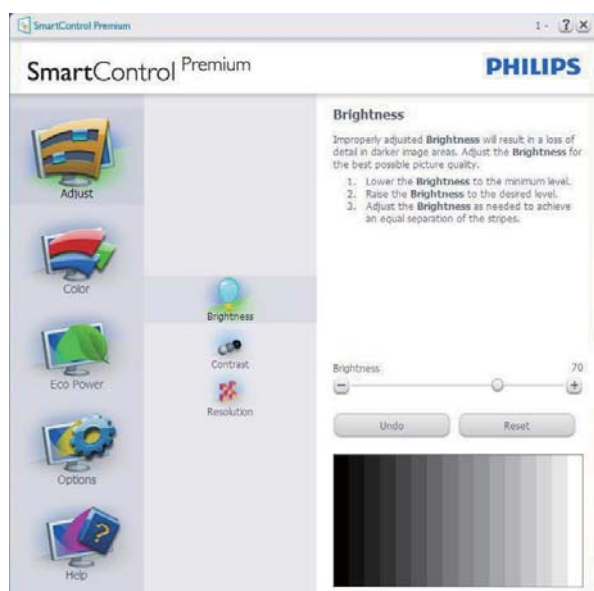 SmartControl Premium
1 - ? X
SmartControl Premium
PHILIPS
Adjust
Color
Eco Power
Options
? Help
Brightness
Contrast
Resolution
Brightness
Improperly adjusted Brightness will result in a loss of
detail in darker image areas. Adjust the Brightness for
the best possible picture quality.
1. Lower the Brightness to the minimum level.
2. Raise the Brightness to the desired level.
3. Adjust the Brightness as needed to achieve
an equal separation of the stripes.
Brightness 70
− +
Undo Reset